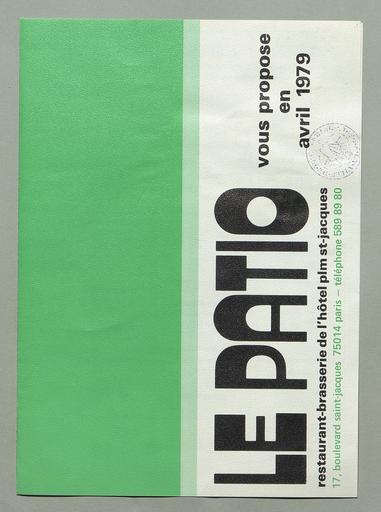 LE PATIO
vous propose
en
avril 1979
restaurant-brasserie de l'hôtel plm st-jacques
17, boulevard saint-jacques 75014 paris – téléphone 589 89 80